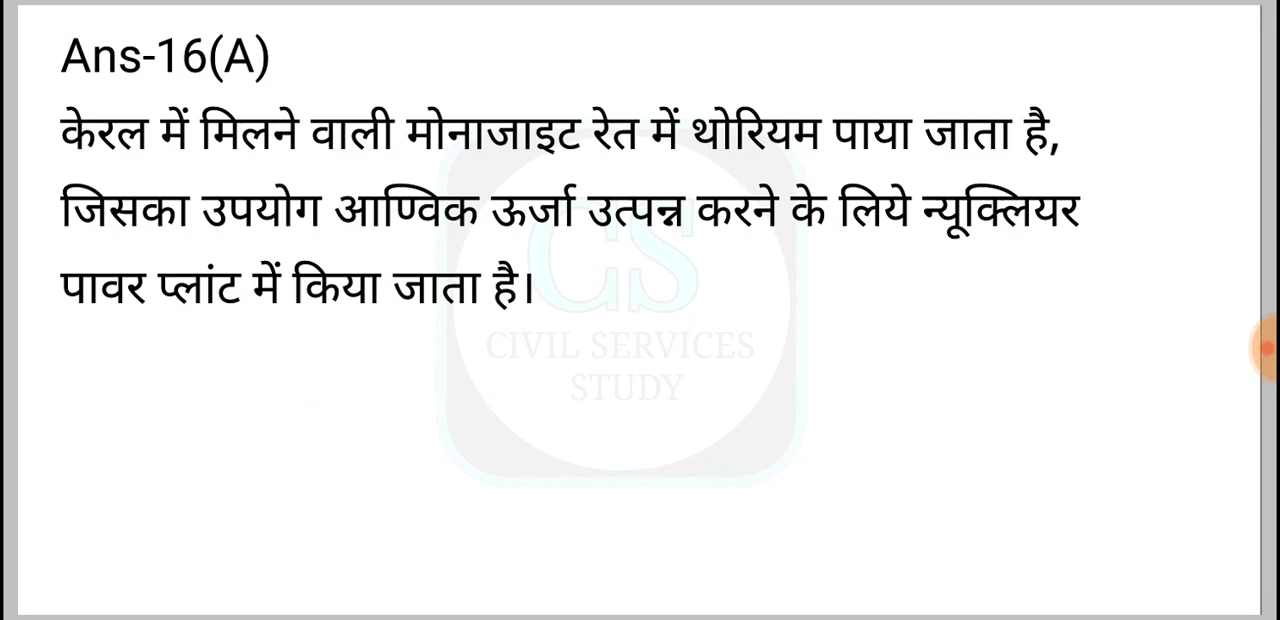 Ans-16(A)
केरल में मिलने वाली मोनाजाइट रेत में थोरियम पाया जाता है,
जिसका उपयोग आण्विक ऊर्जा उत्पन्न करने के लिये न्यूक्लियर
पावर प्लांट में किया जाता है।
CS
CIVIL SERVICES
STUDY